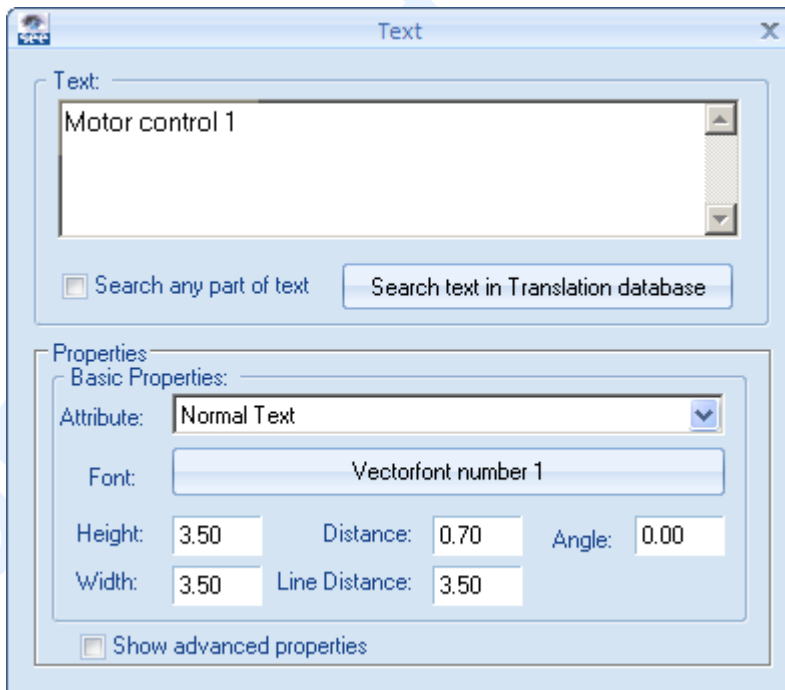 see
Text
Text:
Motor control 1
Search any part of text
Search text in Translation database
Properties
Basic Properties:
Attribute: Normal Text
Font: Vectorfont number 1
Height: 3.50 Distance: 0.70 Angle: 0.00
Width: 3.50 Line Distance: 3.50
Show advanced properties